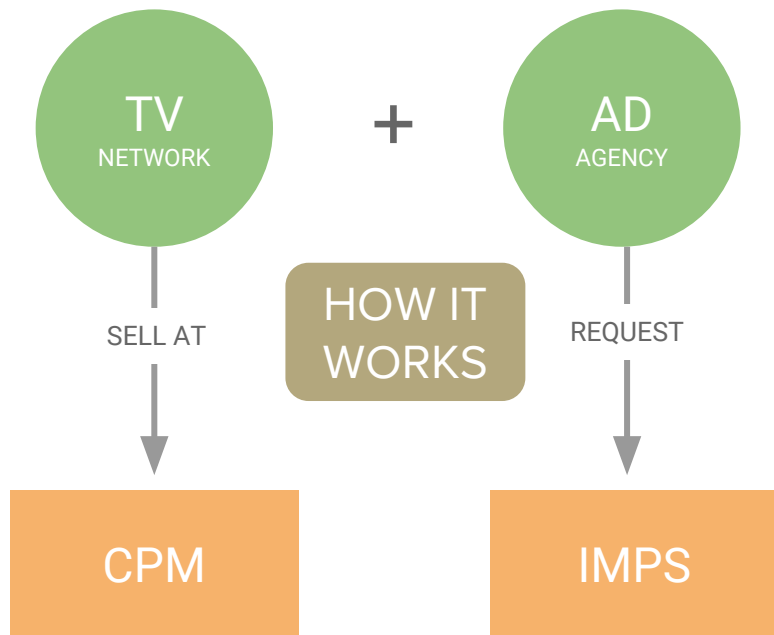 TV
NETWORK
+
AD
AGENCY
HOW IT
WORKS
SELL AT
REQUEST
CPM
IMPS